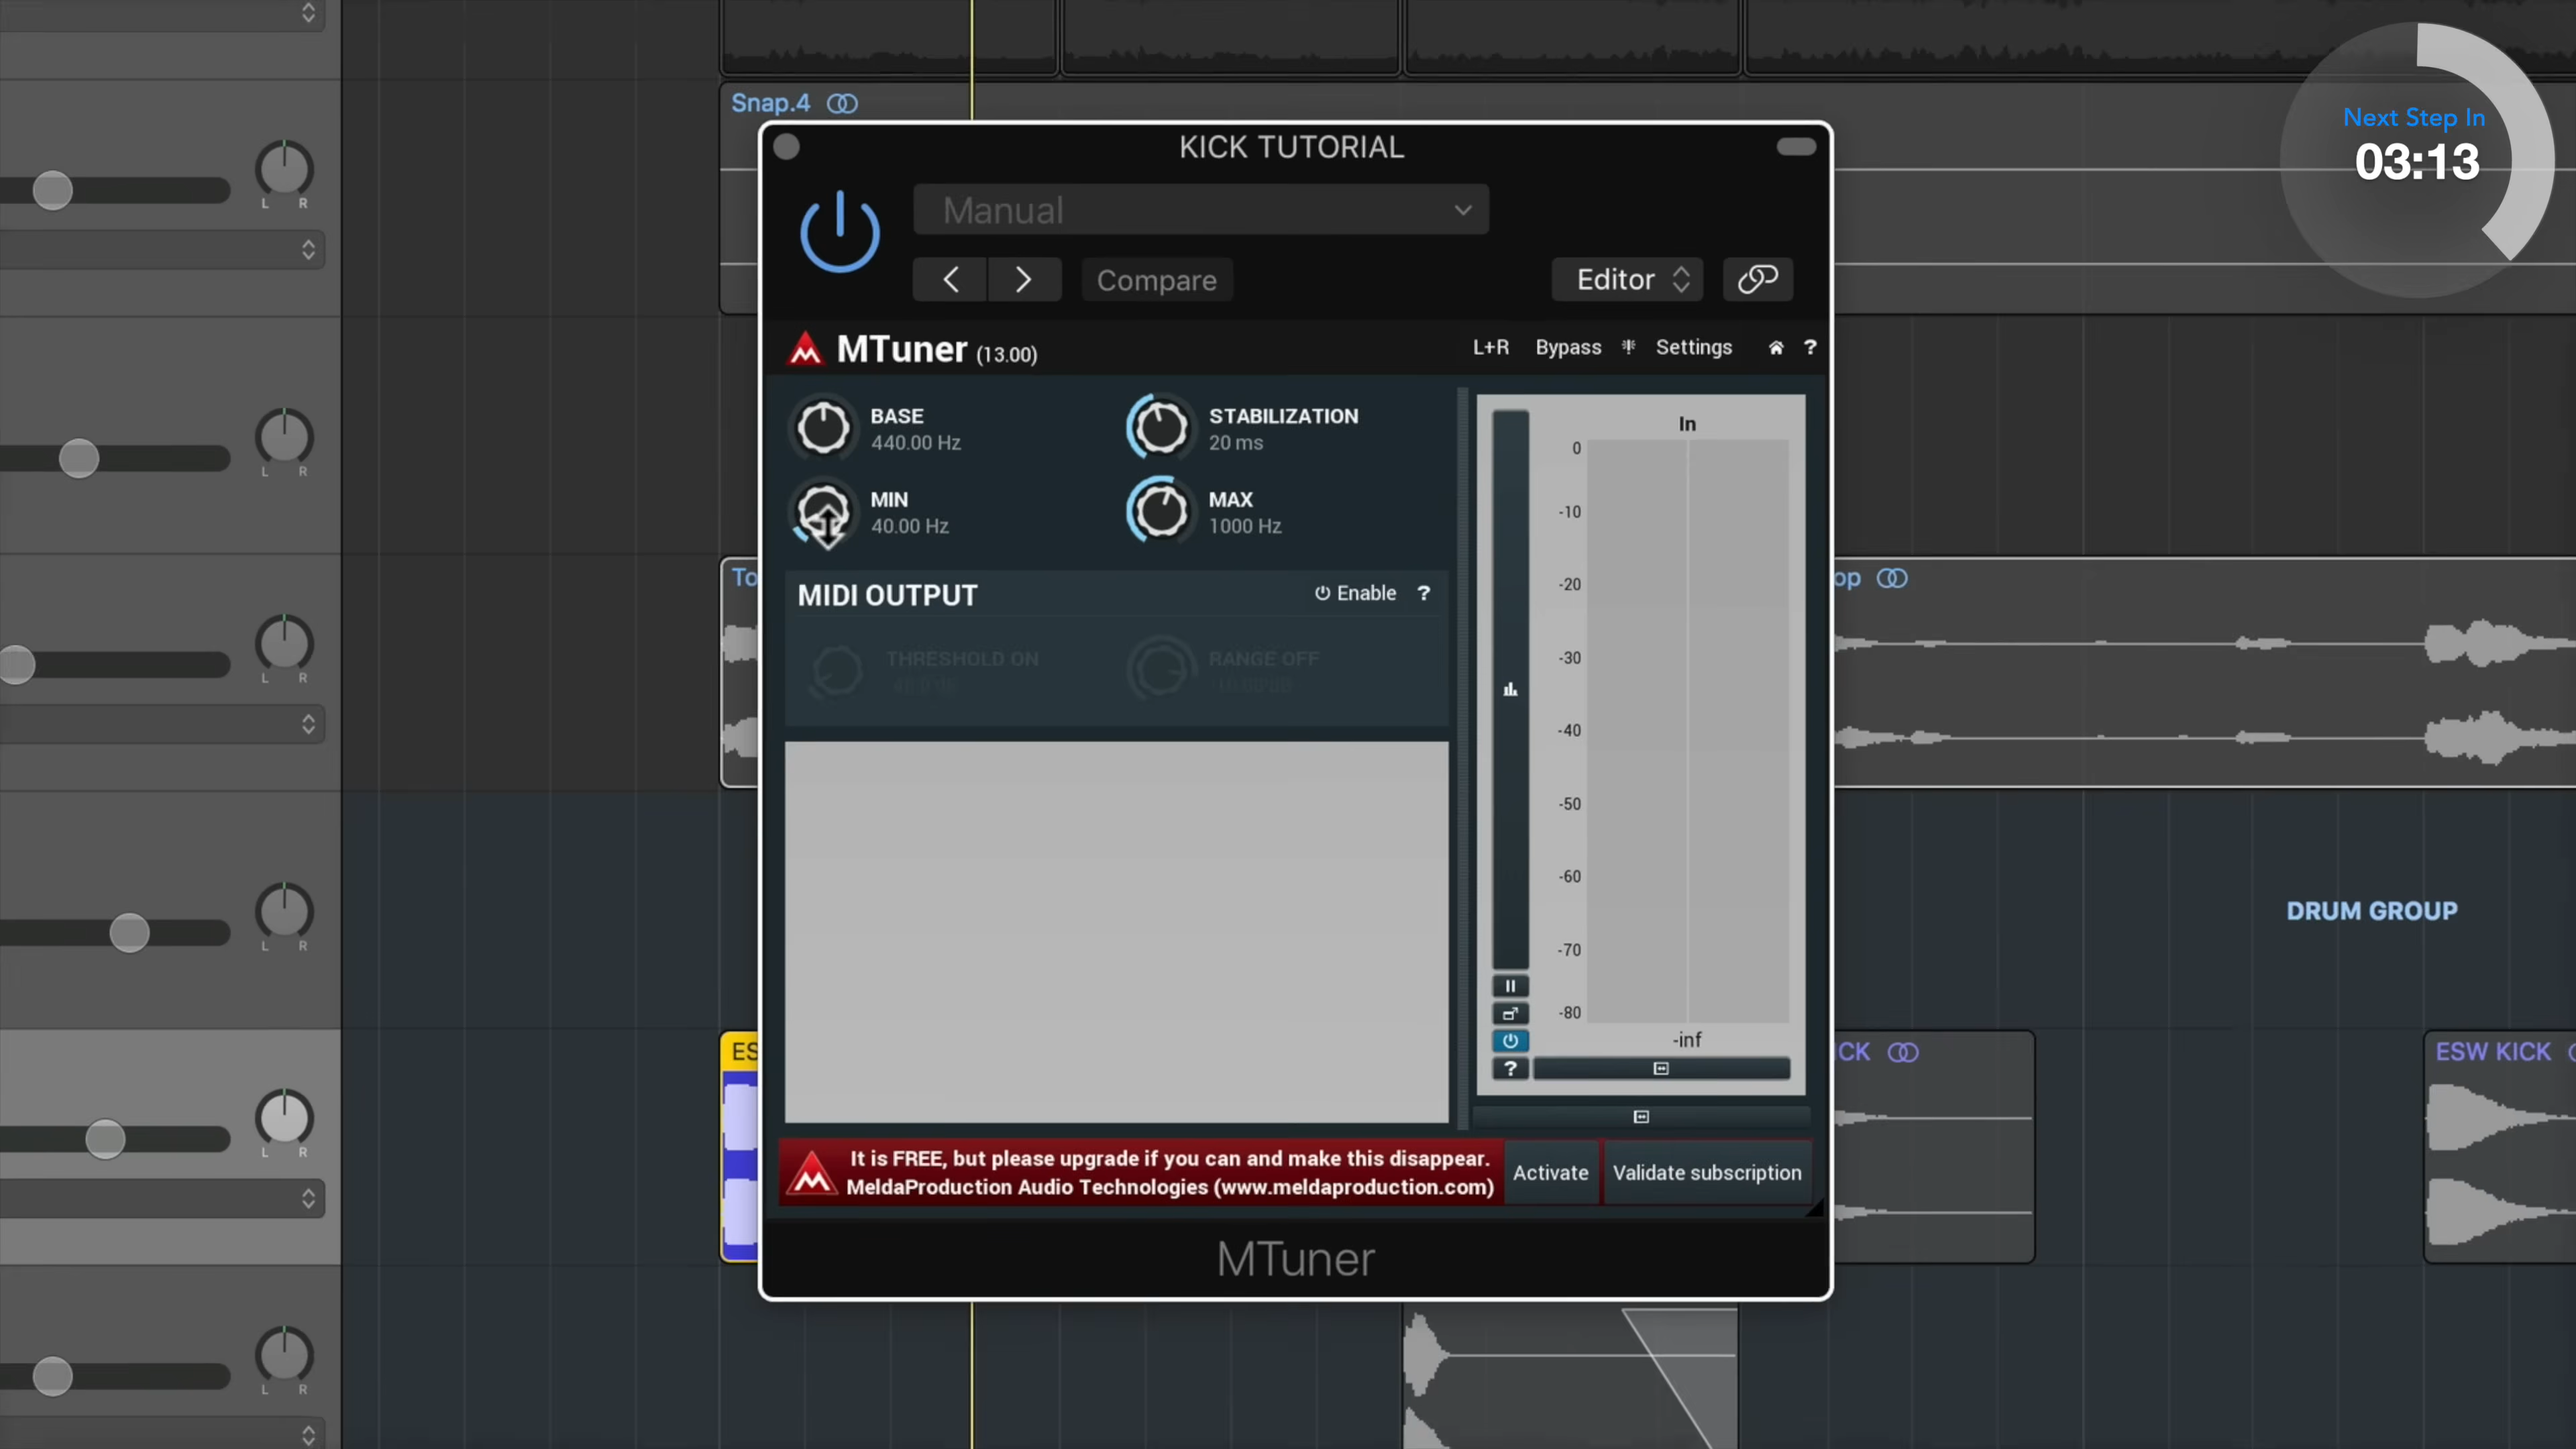 Snap.4
Next Step In
03:13
KICK TUTORIAL
Manual
Compare
Editor
MTuner (13.00)
L+R Bypass Settings ?
BASE
440.00 Hz
STABILIZATION
20 ms
MIN
40.00 Hz
MAX
1000 Hz
MIDI OUTPUT
Enable ?
THRESHOLD ON
RANGE OFF
In
0
-10
-20
-30
-40
-50
-60
-70
-80
-inf
?
To
op
DRUM GROUP
ES
ICK
ESW KICK
It is FREE, but please upgrade if you can and make this disappear.
MeldaProduction Audio Technologies (www.meldaproduction.com)
Activate
Validate subscription
MTuner
L R
L R
L R
L R
L R
L R